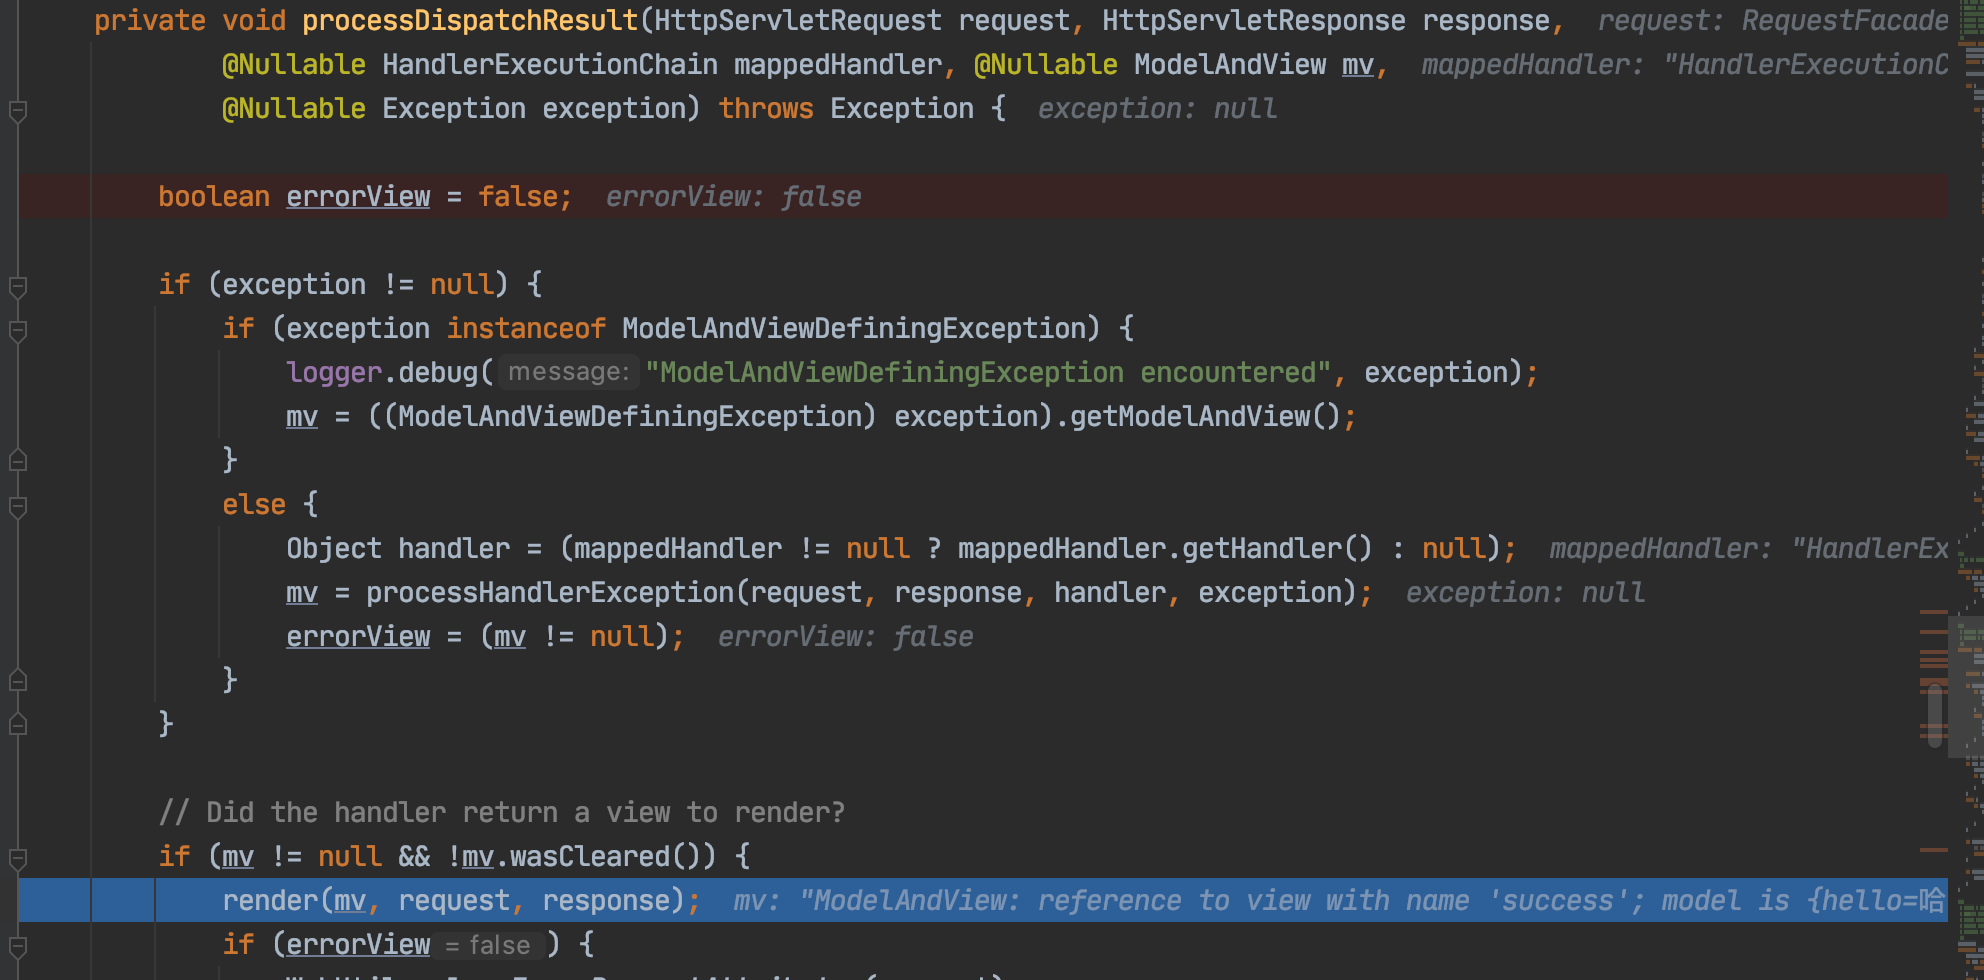 private void processDispatchResult(HttpServletRequest request, HttpServletResponse response,  request: RequestFacade
@Nullable HandlerExecutionChain mappedHandler, @Nullable ModelAndView mv,  mappedHandler: "HandlerExecutionC
@Nullable Exception exception) throws Exception {  exception: null
boolean errorView = false;  errorView: false
if (exception != null) {
if (exception instanceof ModelAndViewDefiningException) {
logger.debug( message: "ModelAndViewDefiningException encountered", exception);
mv = ((ModelAndViewDefiningException) exception).getModelAndView();
}
else {
Object handler = (mappedHandler != null ? mappedHandler.getHandler() : null);  mappedHandler: "HandlerEx
mv = processHandlerException(request, response, handler, exception);  exception: null
errorView = (mv != null);  errorView: false
}
}
// Did the handler return a view to render?
if (mv != null && !mv.wasCleared()) {
render(mv, request, response);  mv: "ModelAndView: reference to view with name 'success'; model is {hello=哈
if (errorView = false ) {